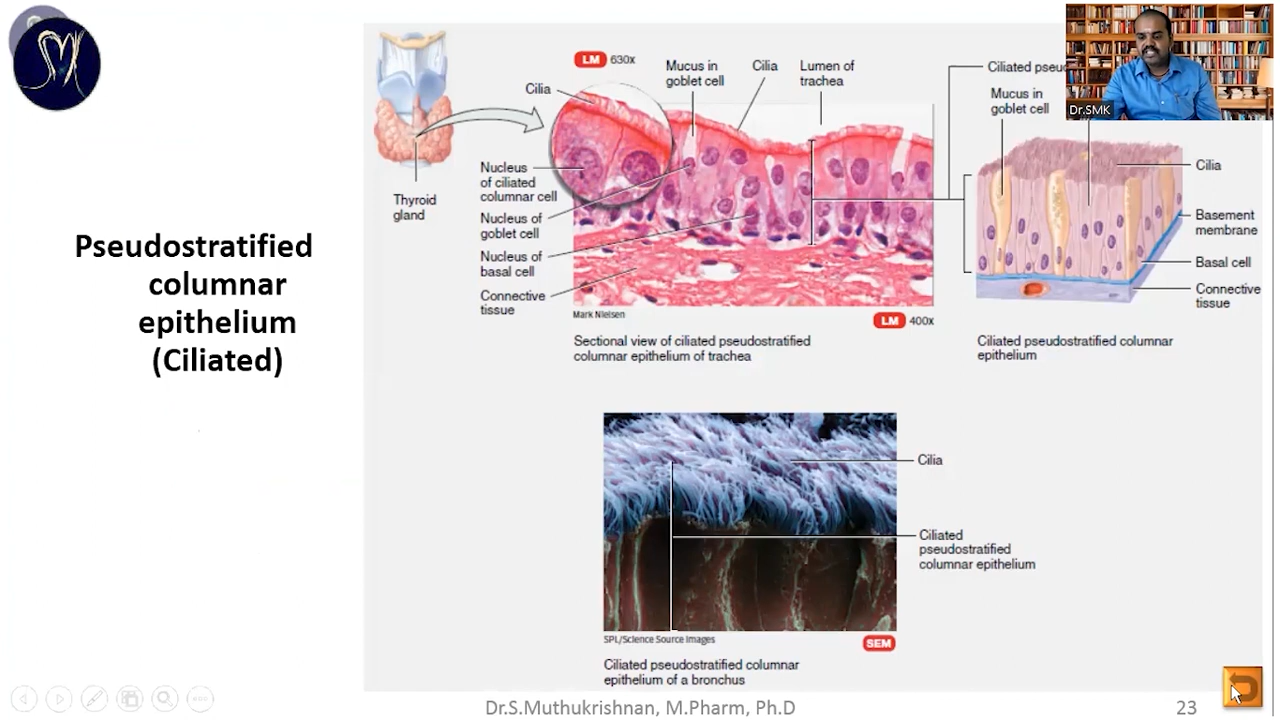 SM
Pseudostratified
columnar
epithelium
(Ciliated)
Thyroid
gland
LM 630x
Cilia
Mucus in
goblet cell
Cilia
Lumen of
trachea
Nucleus
of ciliated
columnar cell
Nucleus of
goblet cell
Nucleus of
basal cell
Connective
tissue
Mark Nielsen
LM 400x
Sectional view of ciliated pseudostratified
columnar epithelium of trachea
Ciliated
Mucus in
goblet cell
Dr.SMK
Cilia
Basement
membrane
Basal cell
Connective
tissue
Ciliated pseudostratified columnar
epithelium
Cilia
Ciliated
pseudostratified
columnar epithelium
SPL/Science Source Images
SEM
Ciliated pseudostratified columnar
epithelium of a bronchus
Dr.S.Muthukrishnan, M.Pharm, Ph.D
23